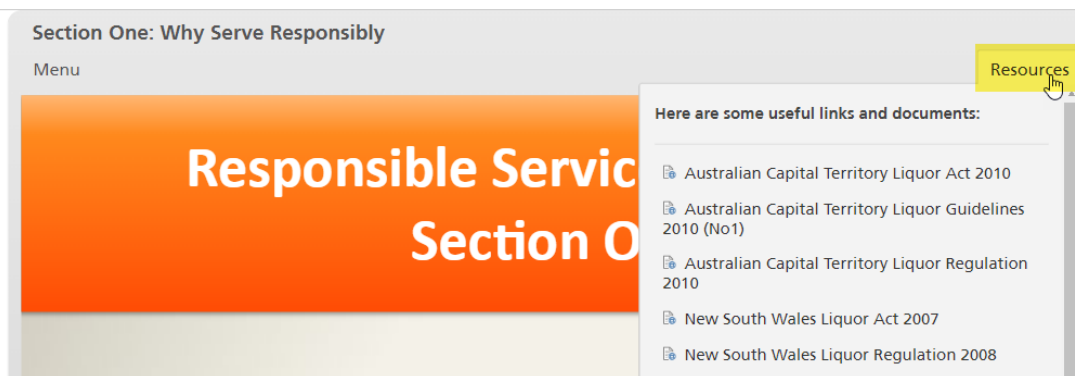 Section One: Why Serve Responsibly
Menu
Resources
Here are some useful links and documents:
Responsible Servic
Section O
Australian Capital Territory Liquor Act 2010
Australian Capital Territory Liquor Guidelines
2010 (No1)
Australian Capital Territory Liquor Regulation
2010
New South Wales Liquor Act 2007
New South Wales Liquor Regulation 2008